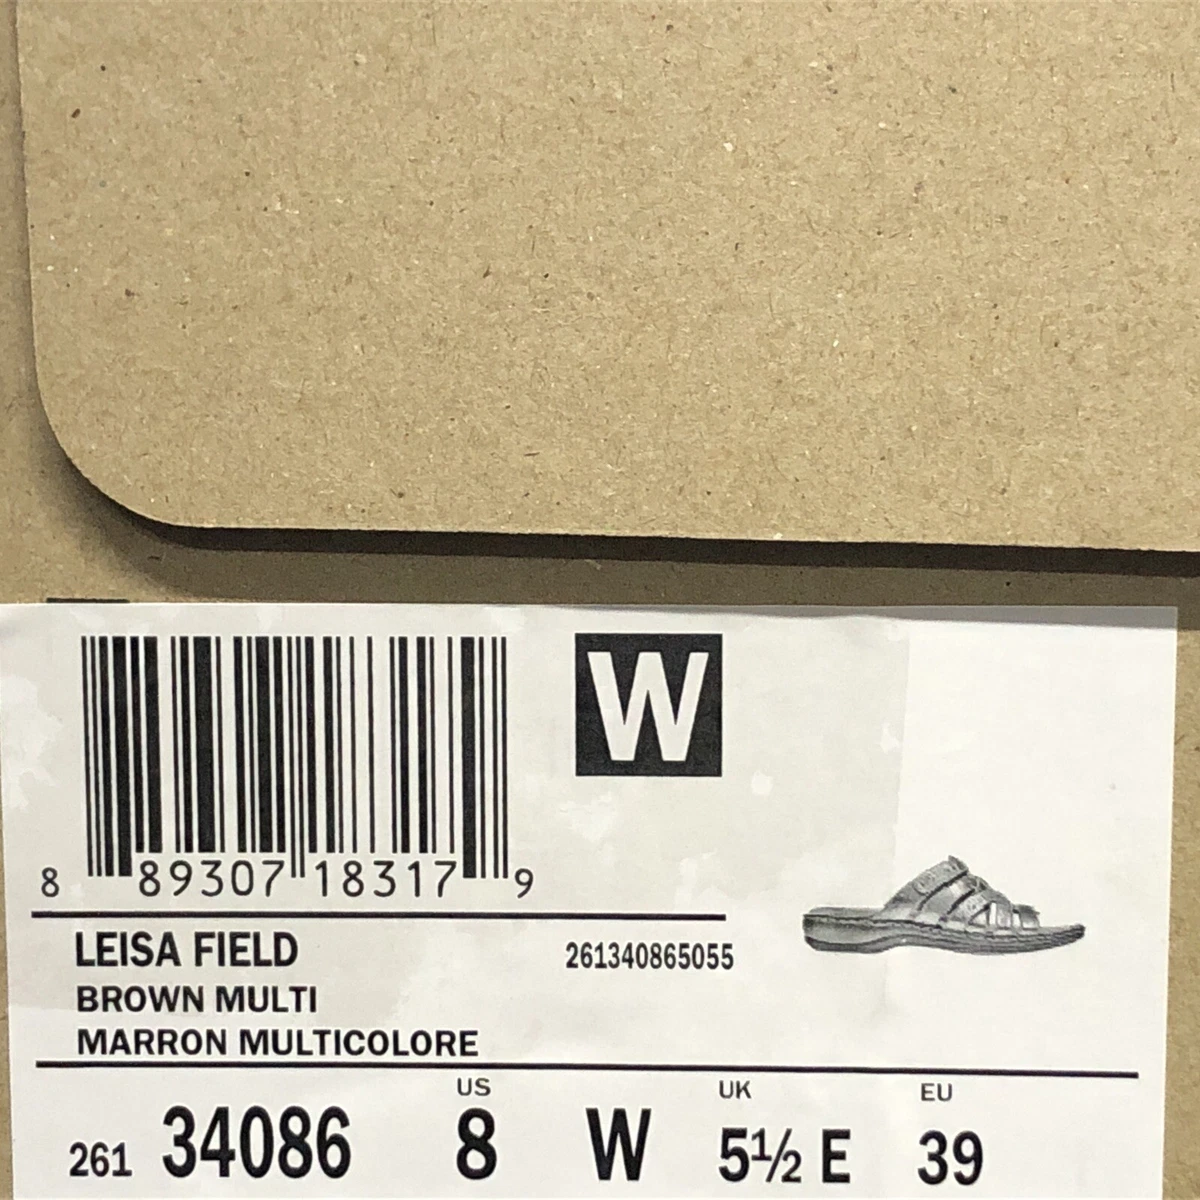 W
8 89307 18317 9
LEISA FIELD 261340865055
BROWN MULTI
MARRON MULTICOLORE
US UK EU
261 34086 8 W 5½ E 39